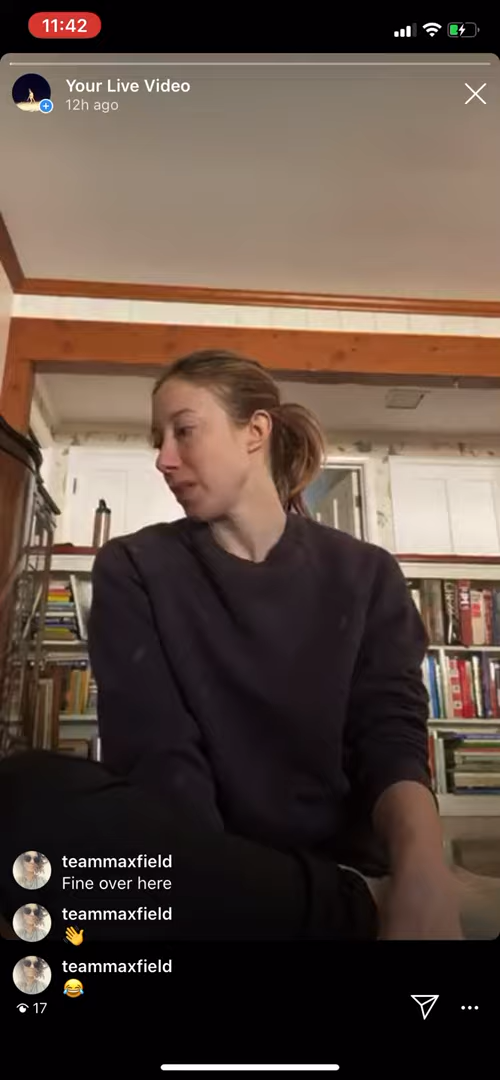 11:42
Your Live Video
12h ago
teammaxfield
Fine over here
teammaxfield
👋
teammaxfield
😂
17